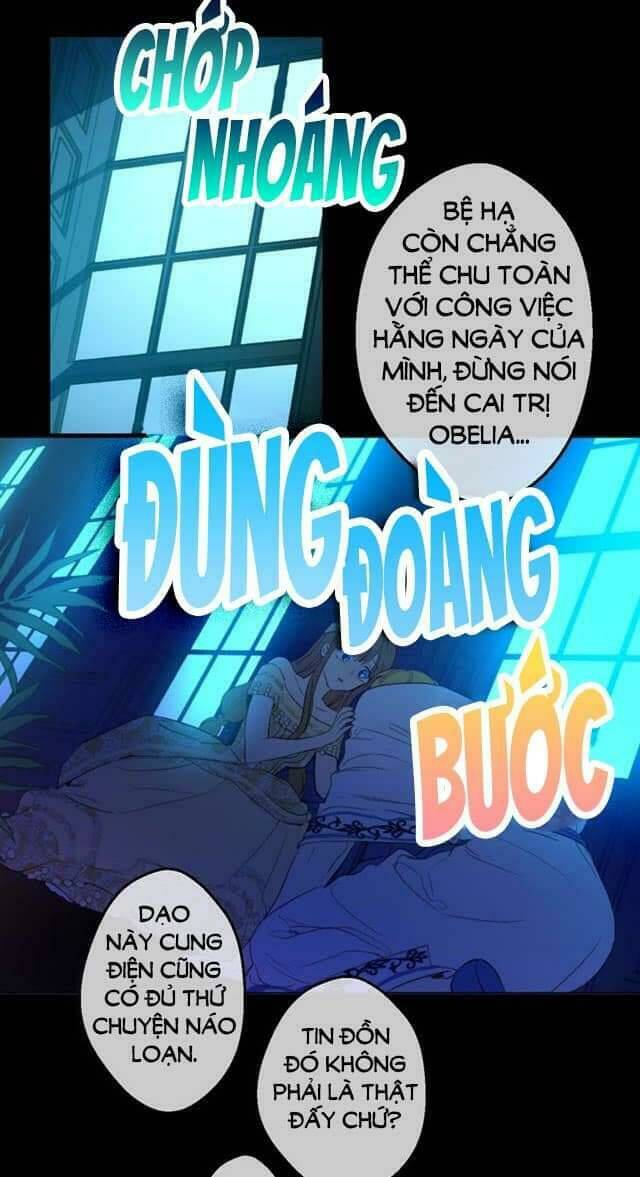 CHỚP
NHOÁNG
BỆ HẠ
CÒN CHẲNG
THỂ CHU TOÀN
VỚI CÔNG VIỆC
HẰNG NGÀY CỦA
MÌNH, ĐỪNG NÓI
ĐẾN CAI TRỊ
OBELIA...
ĐÙNG
ĐOÀNG
BƯỚC
DẠO
NÀY CUNG
ĐIỆN CŨNG
CÓ ĐỦ THỨ
CHUYỆN NÁO
LOẠN.
TIN ĐỒN
ĐÓ KHÔNG
PHẢI LÀ THẬT
ĐẤY CHỨ?